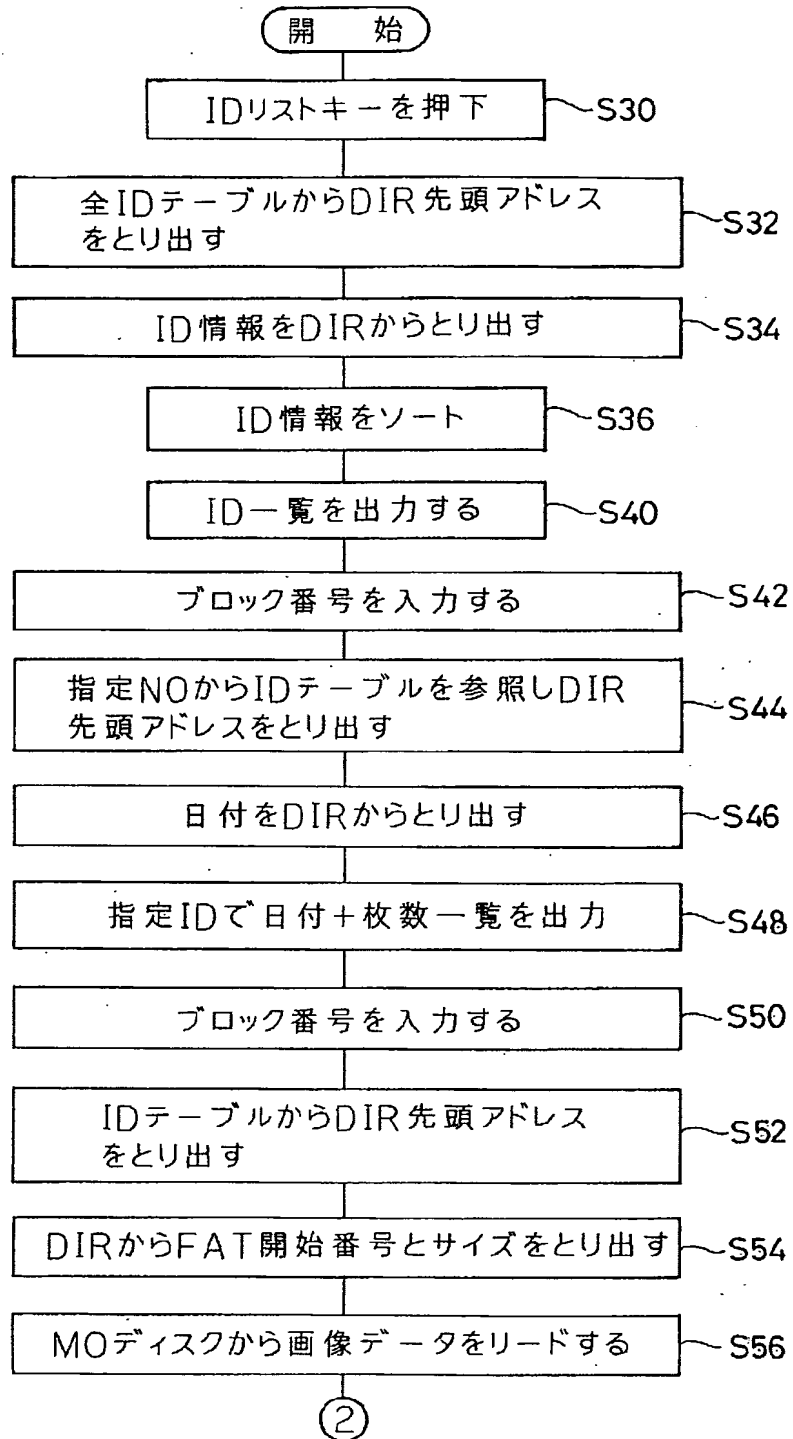 開 始
IDリストキーを押下
S30
全IDテーブルからDIR先頭アドレス
をとり出す
S32
ID情報をDIRからとり出す
S34
ID情報をソート
S36
ID一覧を出力する
S40
ブロック番号を入力する
S42
指定NOからIDテーブルを参照しDIR
先頭アドレスをとり出す
S44
日付をDIRからとり出す
S46
指定IDで日付+枚数一覧を出力
S48
ブロック番号を入力する
S50
IDテーブルからDIR先頭アドレス
をとり出す
S52
DIRからFAT開始番号とサイズをとり出す
S54
MOディスクから画像データをリードする
S56
2